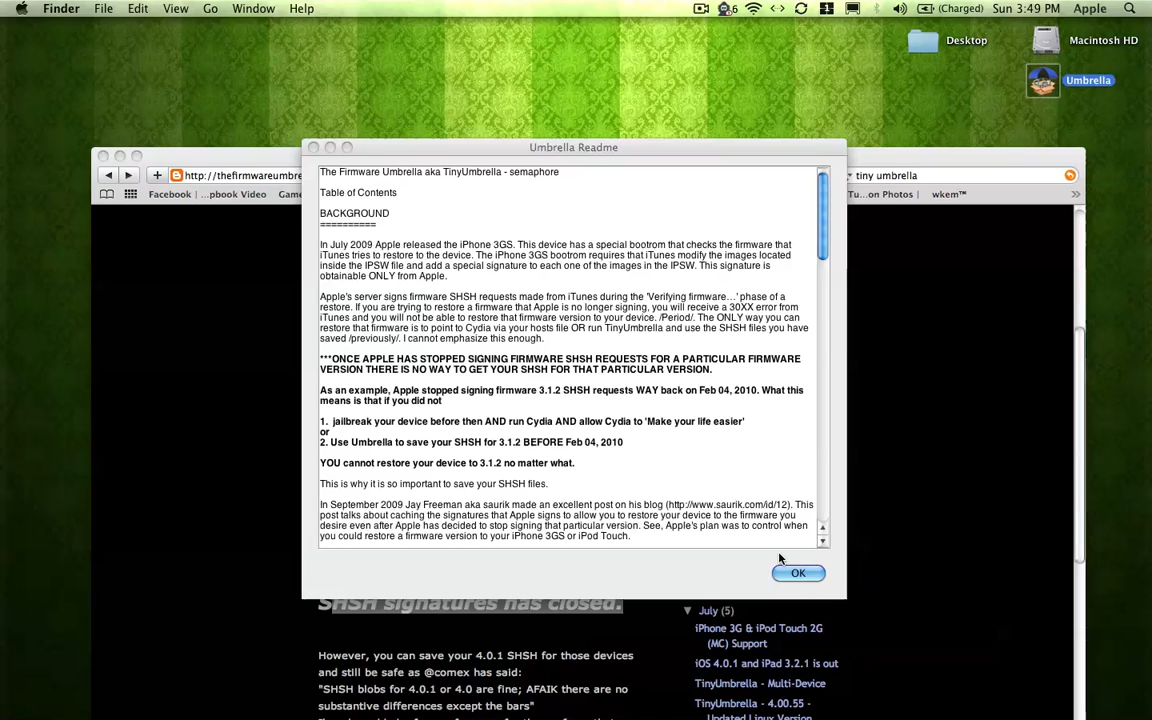 Finder File Edit View Go Window Help
6 1 (Charged) Sun 3:49 PM Apple
Desktop
Macintosh HD
Umbrella
Umbrella Readme
http://thefirmwareumbre
tiny umbrella
Facebook / ...pbook Video Game
Tu...on Photos / wkem™ »
The Firmware Umbrella aka TinyUmbrella - semaphore
Table of Contents
BACKGROUND
==========
In July 2009 Apple released the iPhone 3GS. This device has a special bootrom that checks the firmware that
iTunes tries to restore to the device. The iPhone 3GS bootrom requires that iTunes modify the images located
inside the IPSW file and add a special signature to each one of the images in the IPSW. This signature is
obtainable ONLY from Apple.
Apple's server signs firmware SHSH requests made from iTunes during the 'Verifying firmware...' phase of a
restore. If you are trying to restore a firmware that Apple is no longer signing, you will receive a 30XX error from
iTunes and you will not be able to restore that firmware version to your device. /Period/. The ONLY way you can
restore that firmware is to point to Cydia via your hosts file OR run TinyUmbrella and use the SHSH files you have
saved /previously/. I cannot emphasize this enough.
***ONCE APPLE HAS STOPPED SIGNING FIRMWARE SHSH REQUESTS FOR A PARTICULAR FIRMWARE
VERSION THERE IS NO WAY TO GET YOUR SHSH FOR THAT PARTICULAR VERSION.
As an example, Apple stopped signing firmware 3.1.2 SHSH requests WAY back on Feb 04, 2010. What this
means is that if you did not
1. jailbreak your device before then AND run Cydia AND allow Cydia to 'Make your life easier'
or
2. Use Umbrella to save your SHSH for 3.1.2 BEFORE Feb 04, 2010
YOU cannot restore your device to 3.1.2 no matter what.
This is why it is so important to save your SHSH files.
In September 2009 Jay Freeman aka saurik made an excellent post on his blog (http://www.saurik.com/id/12). This
post talks about caching the signatures that Apple signs to allow you to restore your device to the firmware you
desire even after Apple has decided to stop signing that particular version. See, Apple's plan was to control when
you could restore a firmware version to your iPhone 3GS or iPod Touch.
OK
SHSH signatures has closed.
However, you can save your 4.0.1 SHSH for those devices
and still be safe as @comex has said:
"SHSH blobs for 4.0.1 or 4.0 are fine; AFAIK there are no
substantive differences except the bars"
▼ July (5)
iPhone 3G & iPod Touch 2G
(MC) Support
iOS 4.0.1 and iPad 3.2.1 is out
TinyUmbrella - Multi-Device
TinyUmbrella - 4.00.55 -
Updated Linux Version